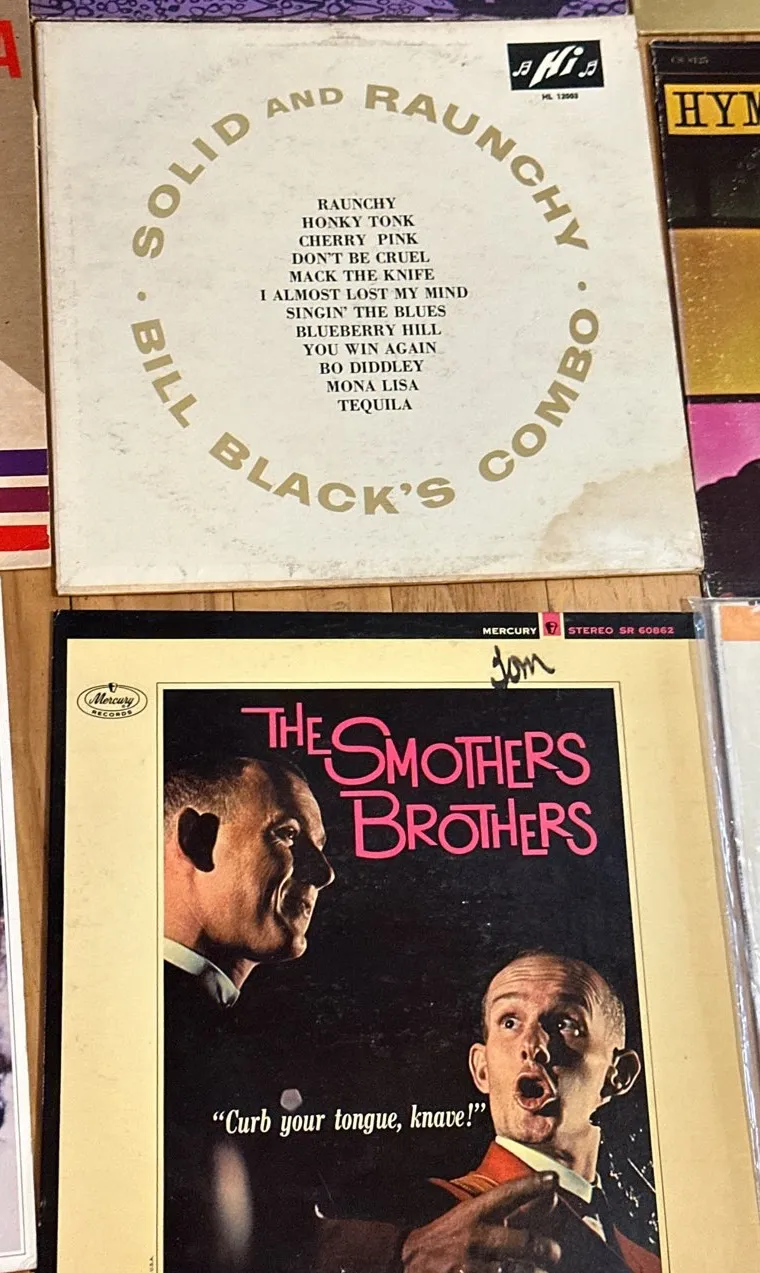 Hi
HL 12003
SOLID AND RAUNCHY
RAUNCHY
HONKY TONK
CHERRY PINK
DON'T BE CRUEL
MACK THE KNIFE
I ALMOST LOST MY MIND
SINGIN' THE BLUES
BLUEBERRY HILL
YOU WIN AGAIN
BO DIDDLEY
MONA LISA
TEQUILA
BILL BLACK'S COMBO
A
HYM
MERCURY STEREO SR 60862
Tom
Mercury
RECORDS
THE SMOTHERS
BROTHERS
“Curb your tongue, knave!”